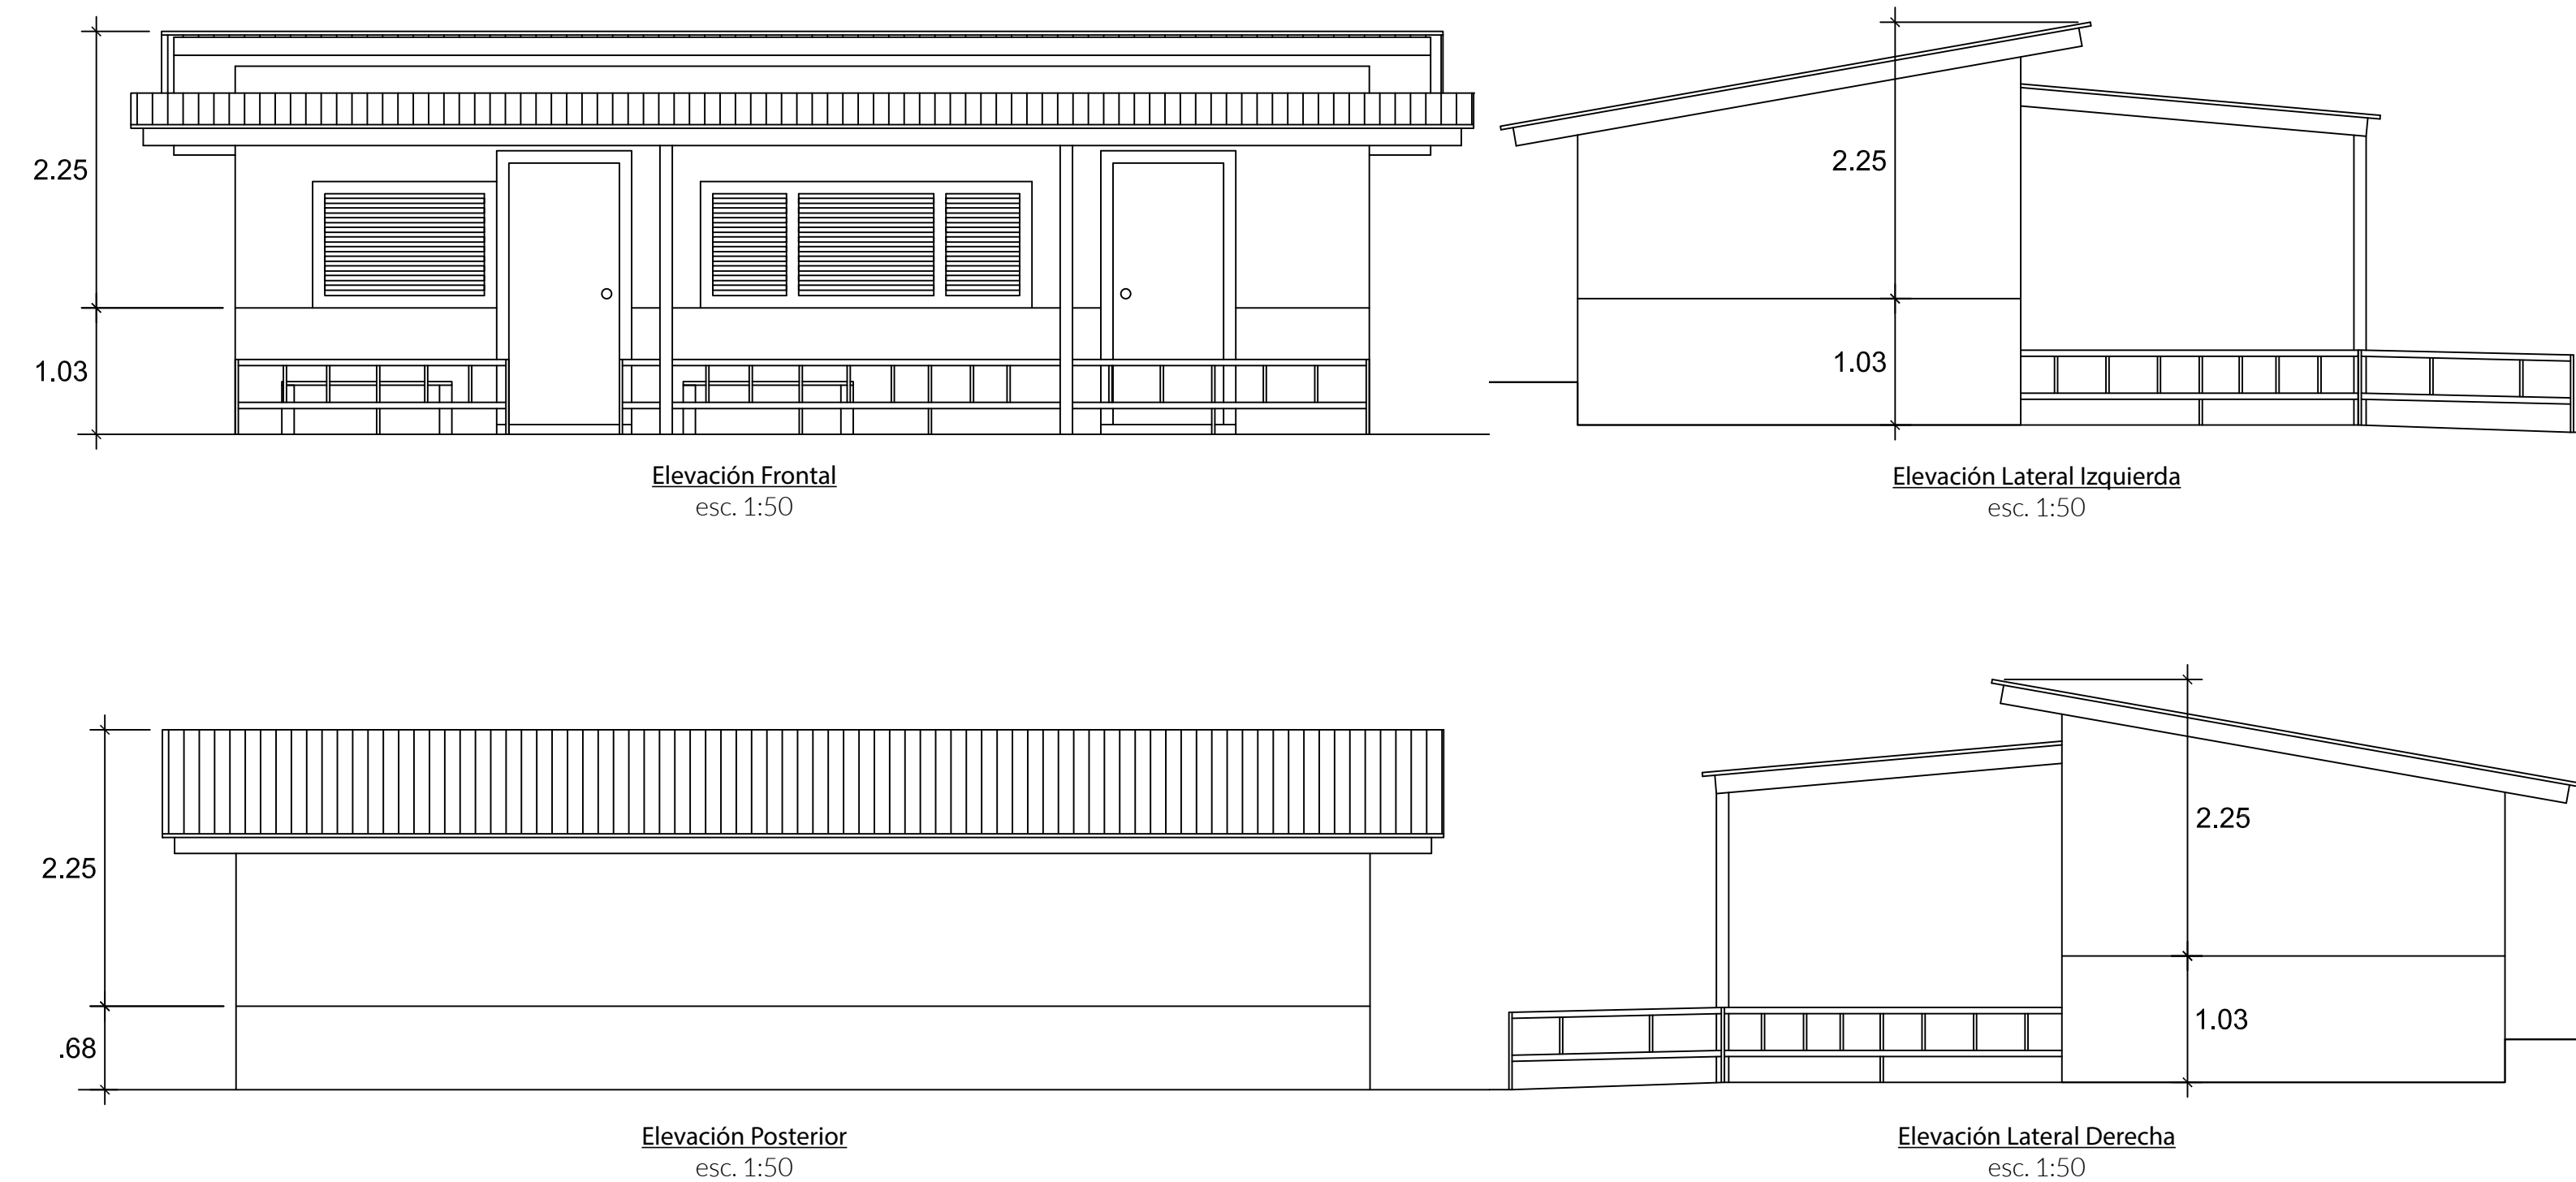 2.25
1.03
Elevación Frontal
esc. 1:50
2.25
1.03
Elevación Lateral Izquierda
esc. 1:50
2.25
.68
Elevación Posterior
esc. 1:50
2.25
1.03
Elevación Lateral Derecha
esc. 1:50